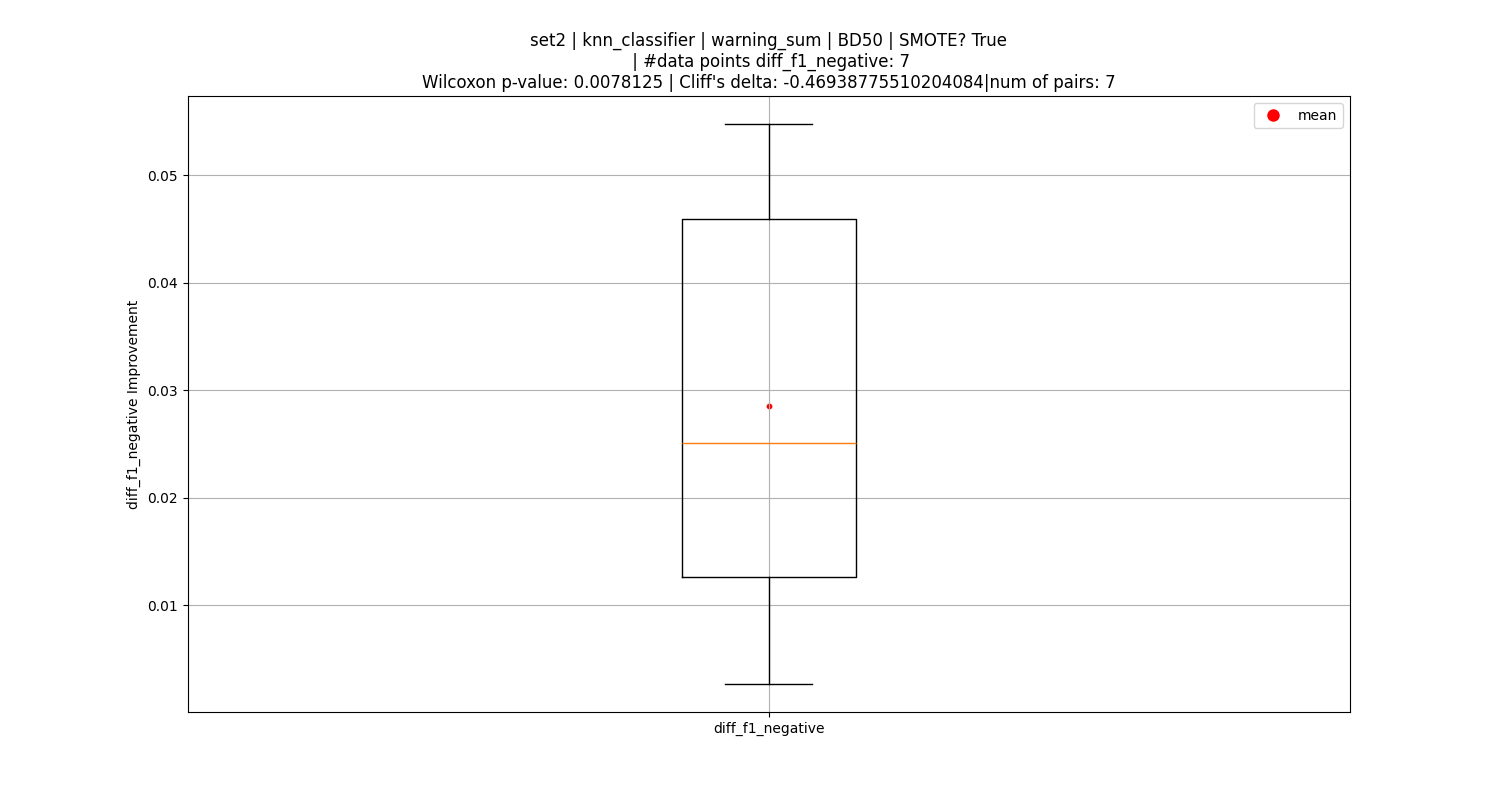 set2 | knn_classifier | warning_sum | BD50 | SMOTE? True
| #data points diff_f1_negative: 7
Wilcoxon p-value: 0.0078125 | Cliff's delta: -0.46938775510204084|num of pairs: 7
mean
0.05
0.04
0.03
0.02
0.01
diff_f1_negative Improvement
diff_f1_negative